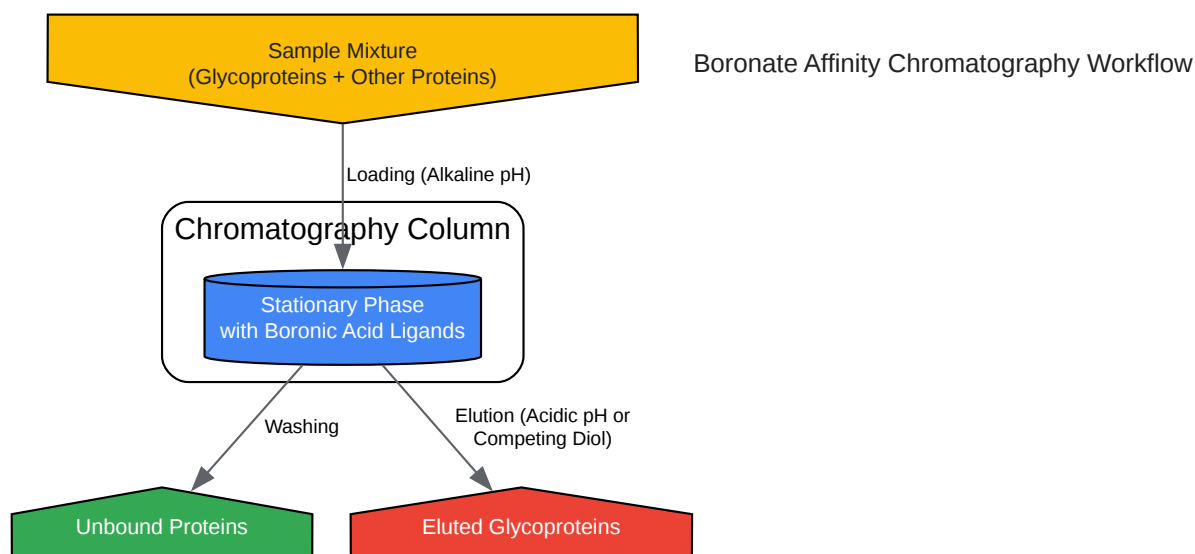 Sample Mixture
(Glycoproteins + Other Proteins)
Boronate Affinity Chromatography Workflow
Loading (Alkaline pH)
Chromatography Column
Stationary Phase
with Boronic Acid Ligands
Washing
Elution (Acidic pH or
Competing Diol)
Unbound Proteins
Eluted Glycoproteins